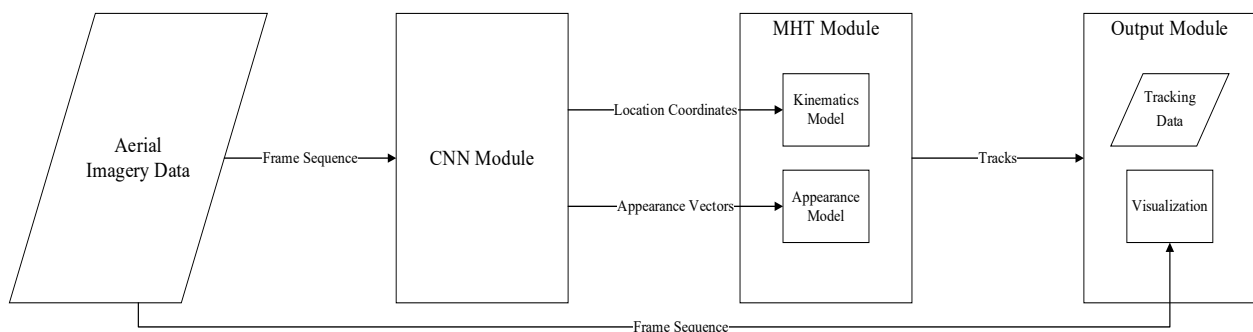 Aerial
Imagery Data
Frame Sequence
CNN Module
Location Coordinates
Appearance Vectors
MHT Module
Kinematics
Model
Appearance
Model
Tracks
Output Module
Tracking
Data
Visualization
Frame Sequence